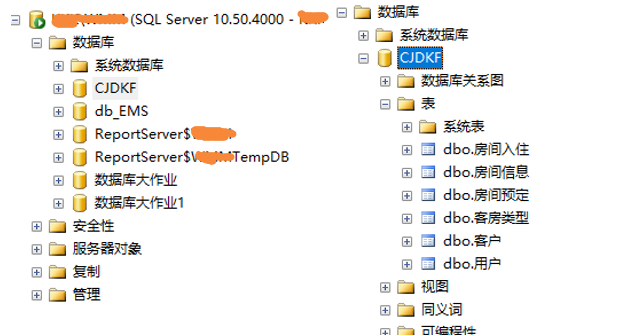 (SQL Server 10.50.4000 -
数据库
系统数据库
CJDKF
db_EMS
ReportServer$
ReportServer$ TempDB
数据库大作业
数据库大作业1
安全性
服务器对象
复制
管理
数据库
系统数据库
CJDKF
数据库关系图
表
系统表
dbo.房间入住
dbo.房间信息
dbo.房间预定
dbo.客房类型
dbo.客户
dbo.用户
视图
同义词
可编程性